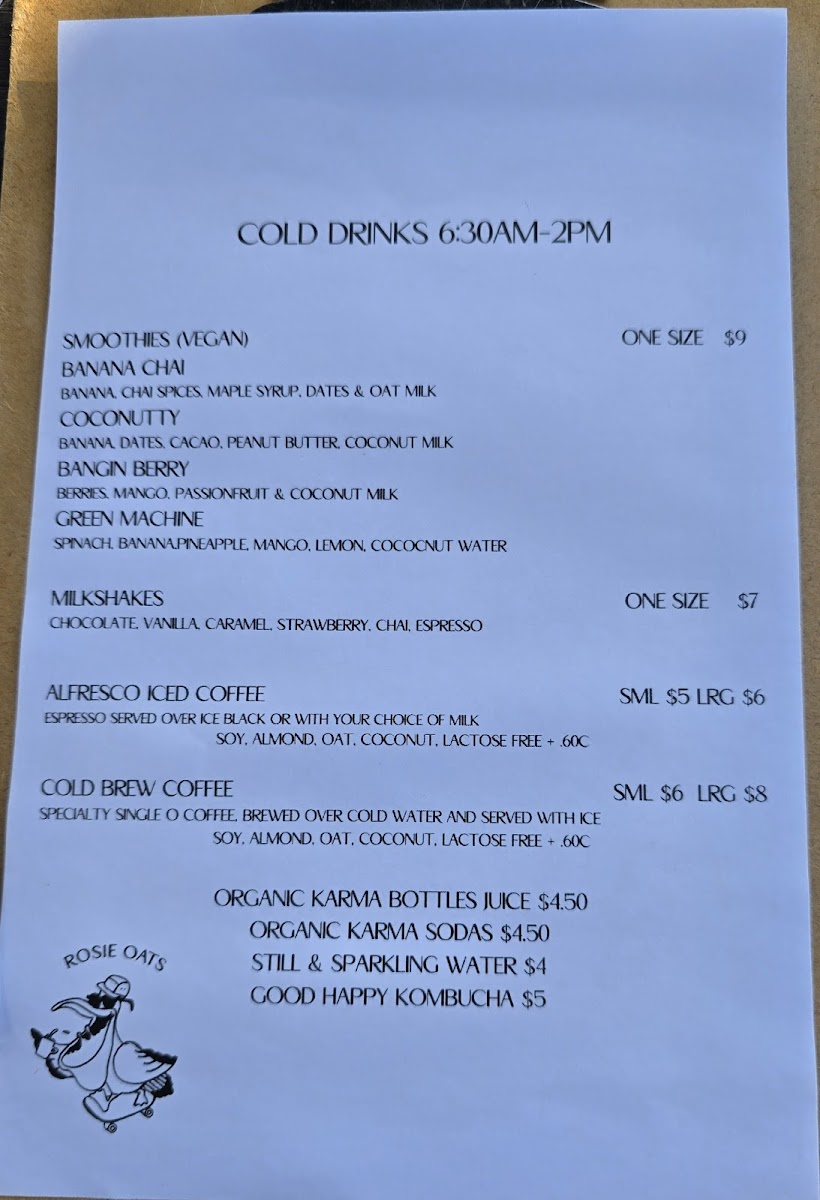 COLD DRINKS 6:30AM-2PM
SMOOTHIES (VEGAN) ONE SIZE $9
BANANA CHAI
BANANA, CHAI SPICES, MAPLE SYRUP, DATES & OAT MILK
COCONUTTY
BANANA, DATES, CACAO, PEANUT BUTTER, COCONUT MILK
BANGIN BERRY
BERRIES, MANGO, PASSIONFRUIT & COCONUT MILK
GREEN MACHINE
SPINACH, BANANA,PINEAPPLE, MANGO, LEMON, COCOCNUT WATER
MILKSHAKES ONE SIZE $7
CHOCOLATE, VANILLA, CARAMEL, STRAWBERRY, CHAI, ESPRESSO
ALFRESCO ICED COFFEE SML $5 LRG $6
ESPRESSO SERVED OVER ICE BLACK OR WITH YOUR CHOICE OF MILK
SOY, ALMOND, OAT, COCONUT, LACTOSE FREE + .60C
COLD BREW COFFEE SML $6 LRG $8
SPECIALTY SINGLE O COFFEE, BREWED OVER COLD WATER AND SERVED WITH ICE
SOY, ALMOND, OAT, COCONUT, LACTOSE FREE + .60C
ORGANIC KARMA BOTTLES JUICE $4.50
ORGANIC KARMA SODAS $4.50
STILL & SPARKLING WATER $4
GOOD HAPPY KOMBUCHA $5
ROSIE OATS